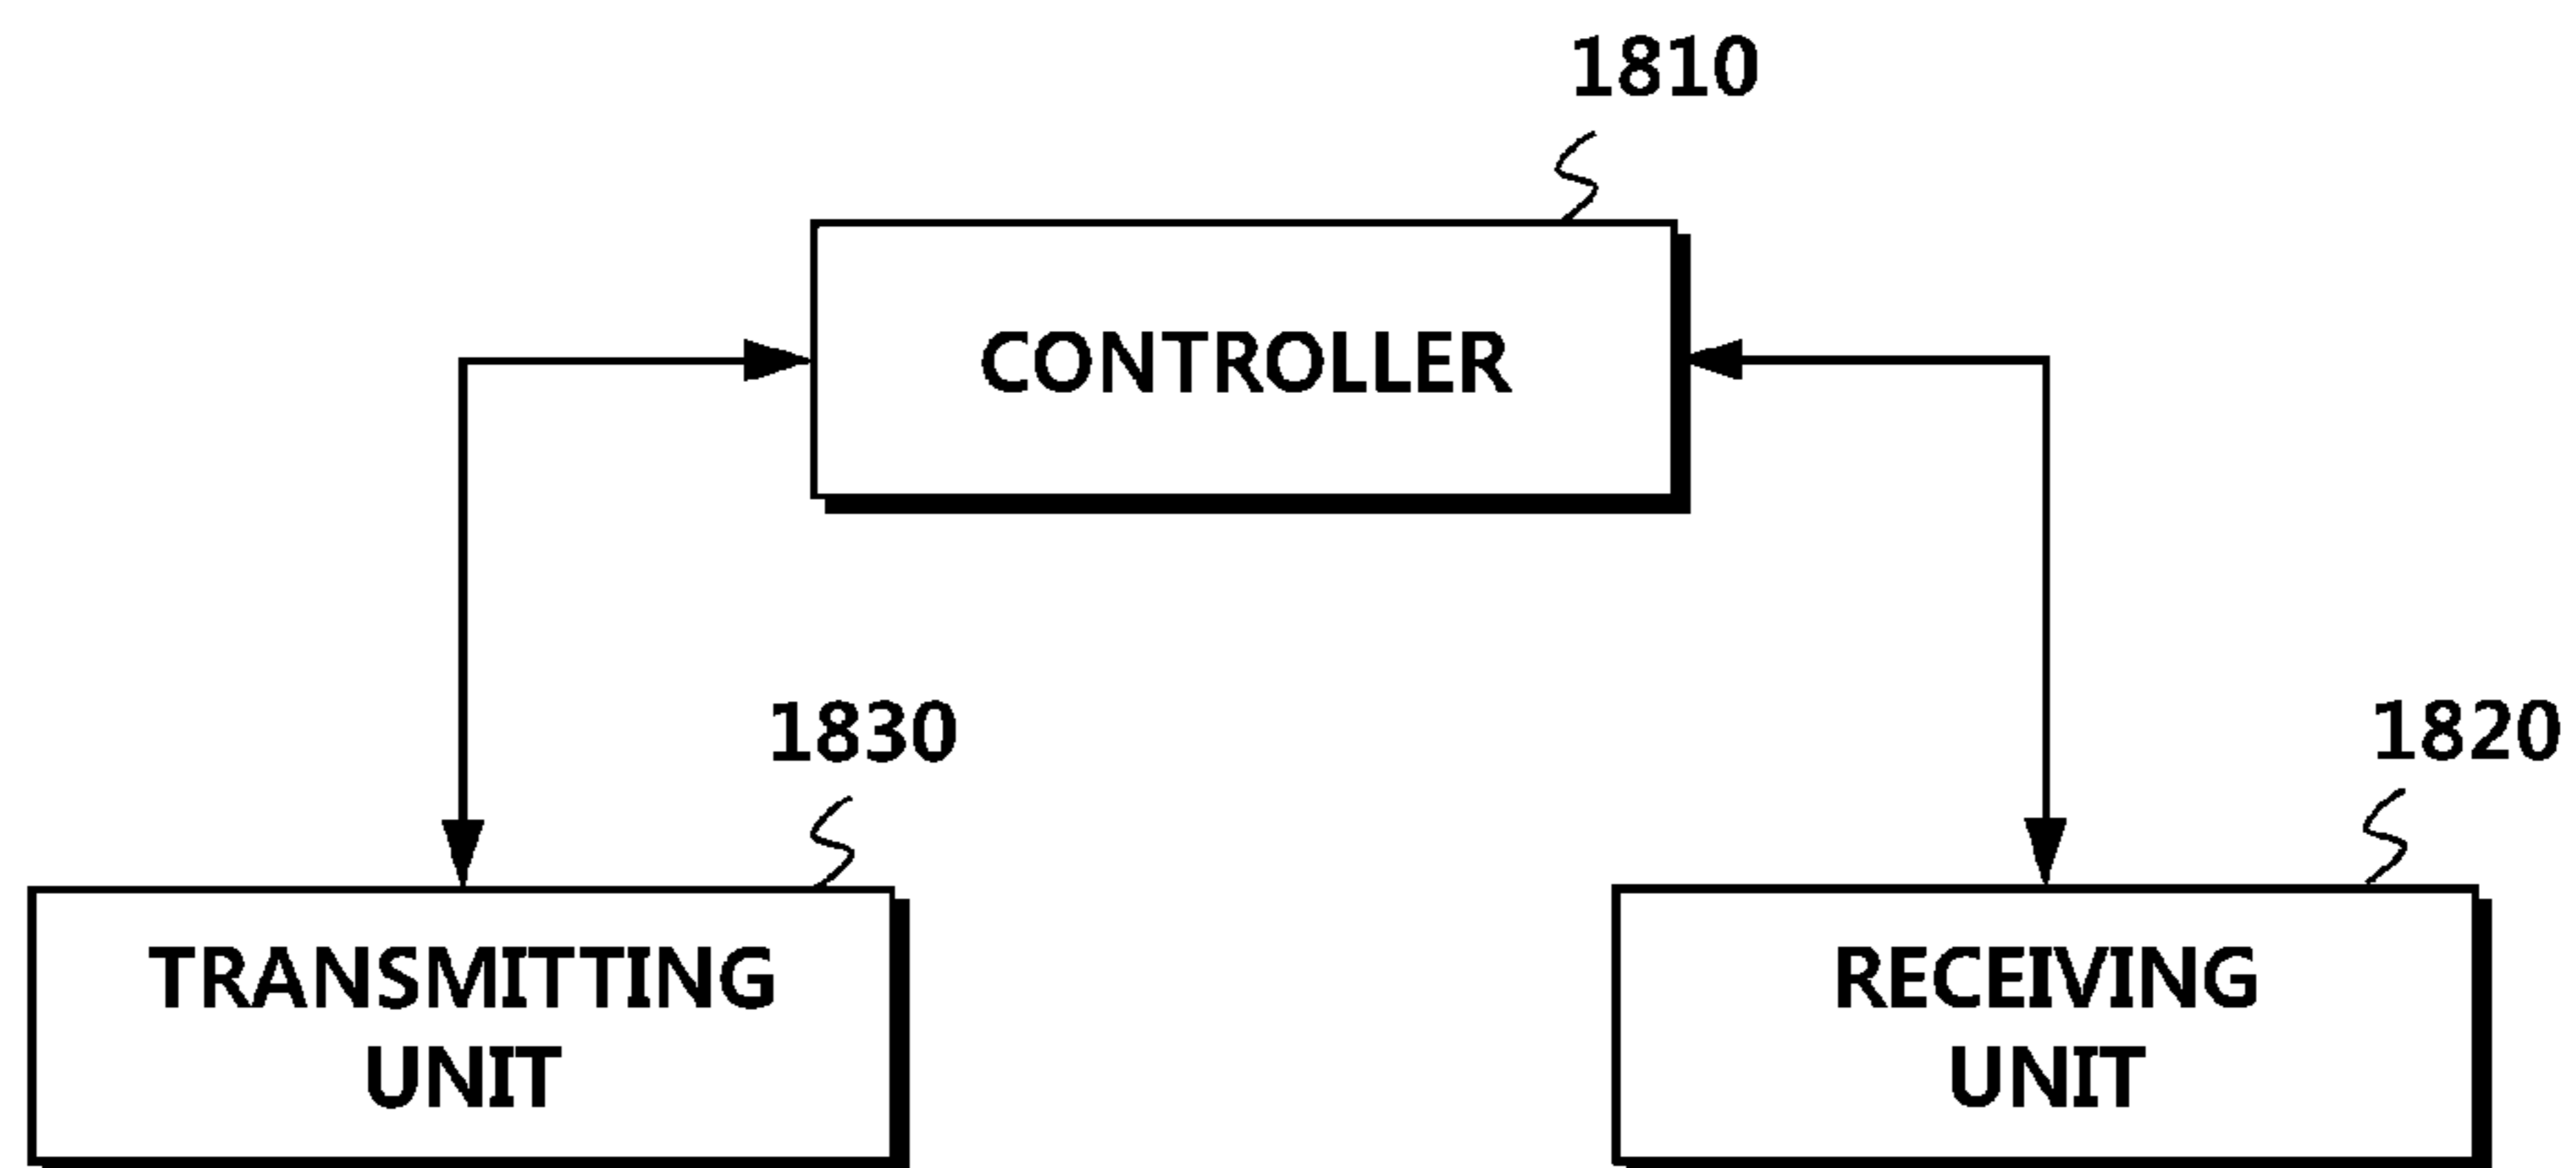 1810
CONTROLLER
1830
1820
TRANSMITTING
UNIT
RECEIVING
UNIT